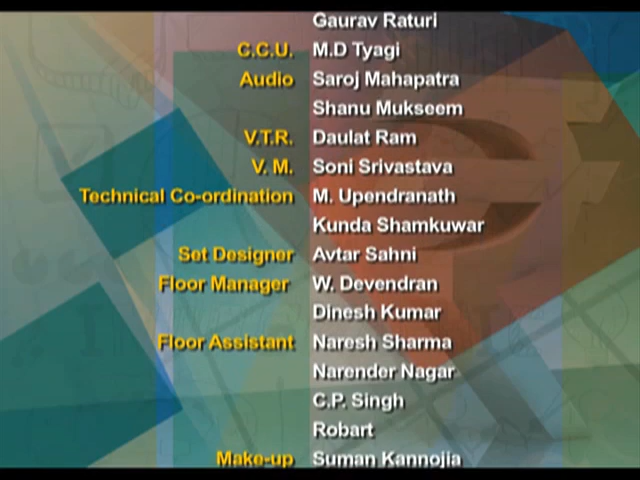 Gaurav Raturi
C.C.U. M.D Tyagi
Audio Saroj Mahapatra
Shanu Mukseem
V.T.R. Daulat Ram
V. M. Soni Srivastava
Technical Co-ordination M. Upendranath
Kunda Shamkuwar
Set Designer Avtar Sahni
Floor Manager W. Devendran
Dinesh Kumar
Floor Assistant Naresh Sharma
Narender Nagar
C.P. Singh
Robart
Make-up Suman Kannojia